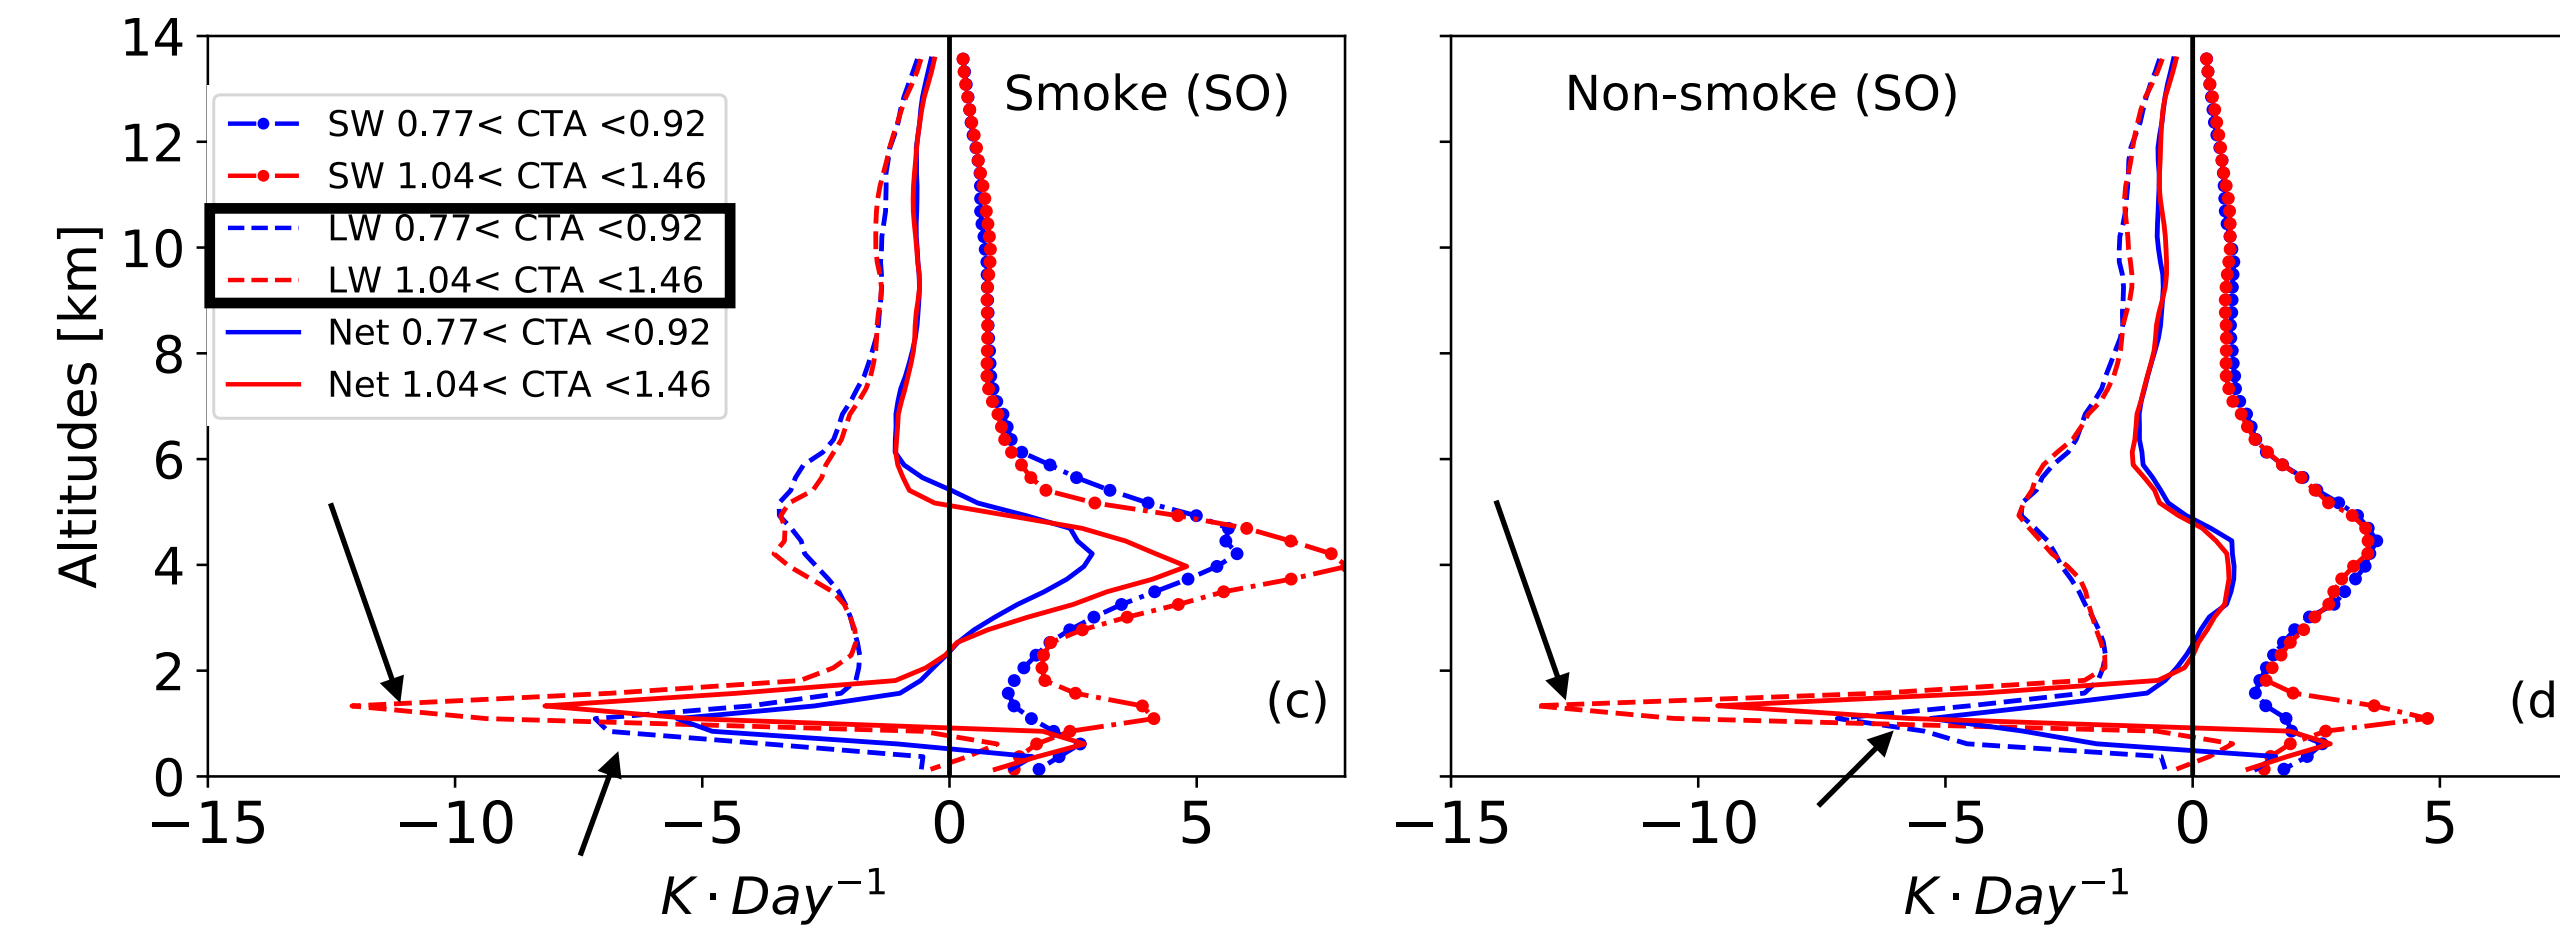 14
12
10
8
6
4
2
0
Altitudes [km]
SW 0.77< CTA <0.92
SW 1.04< CTA <1.46
LW 0.77< CTA <0.92
LW 1.04< CTA <1.46
Net 0.77< CTA <0.92
Net 1.04< CTA <1.46
Smoke (SO)
(c)
−15 −10 −5 0 5
K · Day⁻¹
Non-smoke (SO)
(d
−15 −10 −5 0 5
K · Day⁻¹